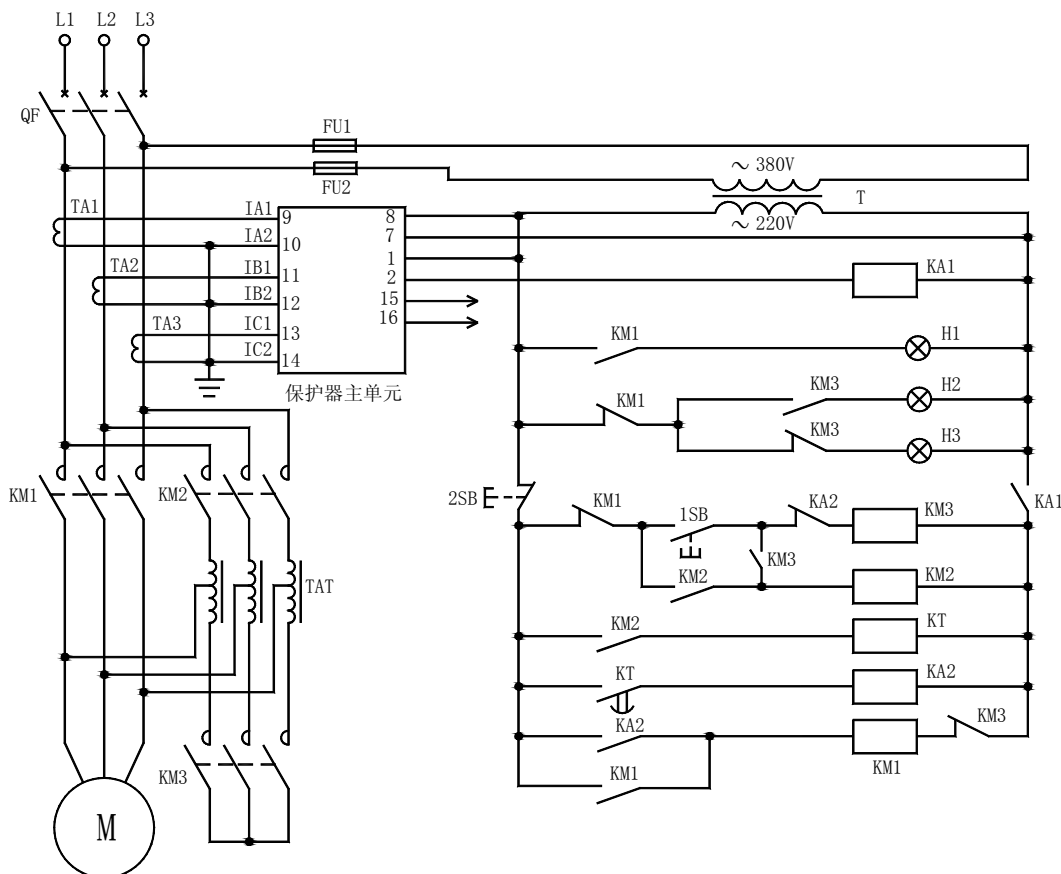 L1 L2 L3
QF
FU1
FU2
~380V
T
~220V
TA1 IA1 9 8
IA2 10 7
TA2 IB1 11 1
IB2 12 2 KA1
TA3 IC1 13 15
IC2 14 16
保护器主单元
KM1 H1
KM1 KM3 H2
KM3 H3
KM1 KM2 2SB KM1 1SB KA2 KM3 KA1
KM3
TAT KM2 KM2
KM2 KT
KT KA2
KA2 KM3
KM3 KM1 KM1
M